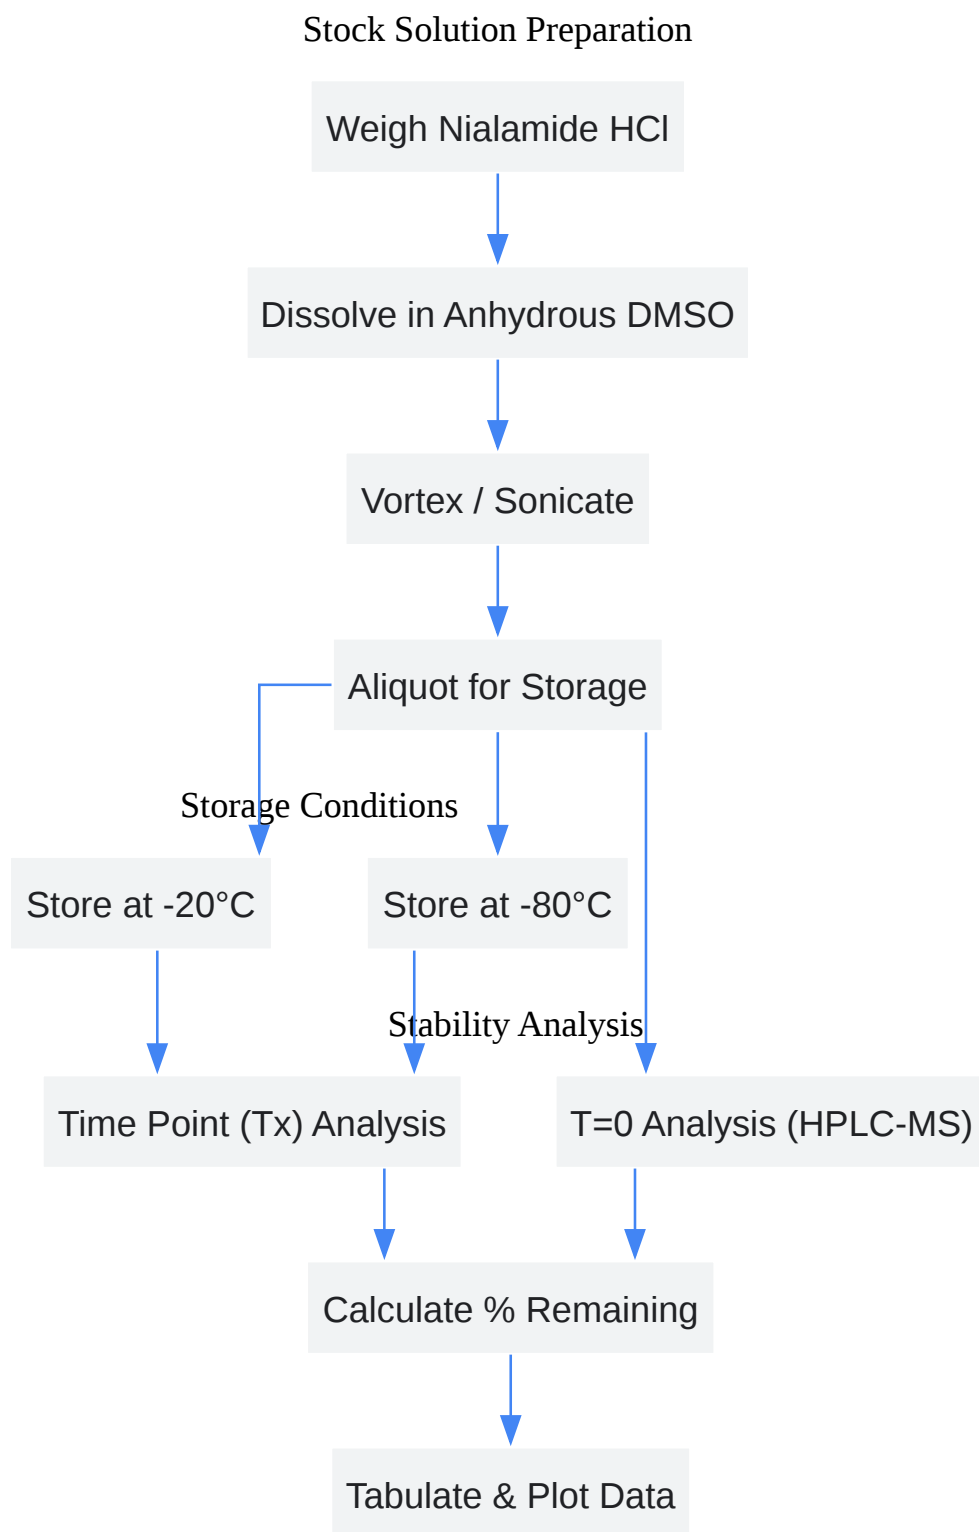 Stock Solution Preparation
Weigh Nialamide HCl
Dissolve in Anhydrous DMSO
Vortex / Sonicate
Aliquot for Storage
Storage Conditions
Store at -20°C
Store at -80°C
Stability Analysis
Time Point (Tx) Analysis
T=0 Analysis (HPLC-MS)
Calculate % Remaining
Tabulate & Plot Data